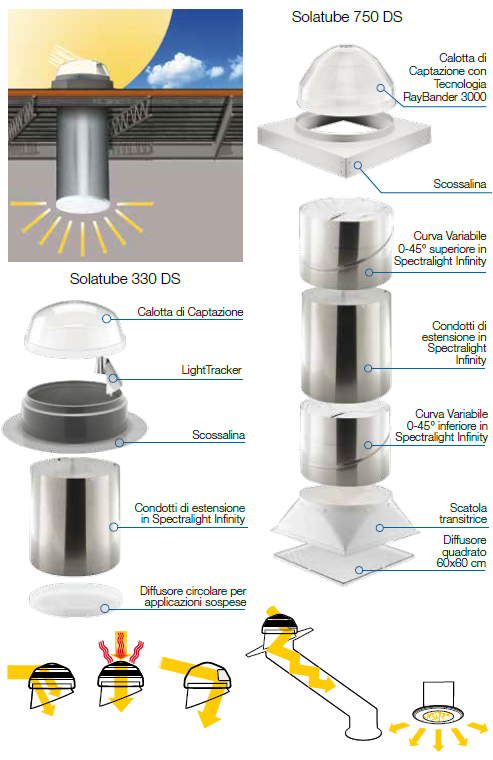 Solatube 750 DS
Calotta di
Captazione con
Tecnologia
RayBander 3000
Scossalina
Curva Variabile
0-45° superiore in
Spectralight Infinity
Condotti di
estensione in
Spectralight
Infinity
Curva Variabile
0-45° inferiore in
Spectralight Infinity
Scatola
transitrice
Diffusore
quadrato
60x60 cm
Solatube 330 DS
Calotta di Captazione
LightTracker
Scossalina
Condotti di estensione
in Spectralight Infinity
Diffusore circolare per
applicazioni sospese